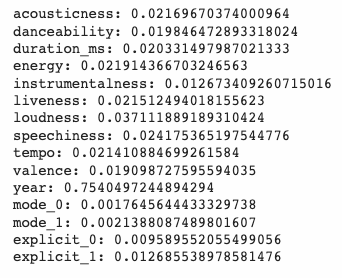 acousticness: 0.02169670374000964
danceability: 0.019846472893318024
duration_ms: 0.020331497987021333
energy: 0.021914366703246563
instrumentalness: 0.012673409260715016
liveness: 0.021512494018155623
loudness: 0.037111889189310424
speechiness: 0.024175365197544776
tempo: 0.021410884699261584
valence: 0.019098727595594035
year: 0.7540497244894294
mode_0: 0.0017645644433329738
mode_1: 0.0021388087489801607
explicit_0: 0.009589552055499056
explicit_1: 0.012685538978581476